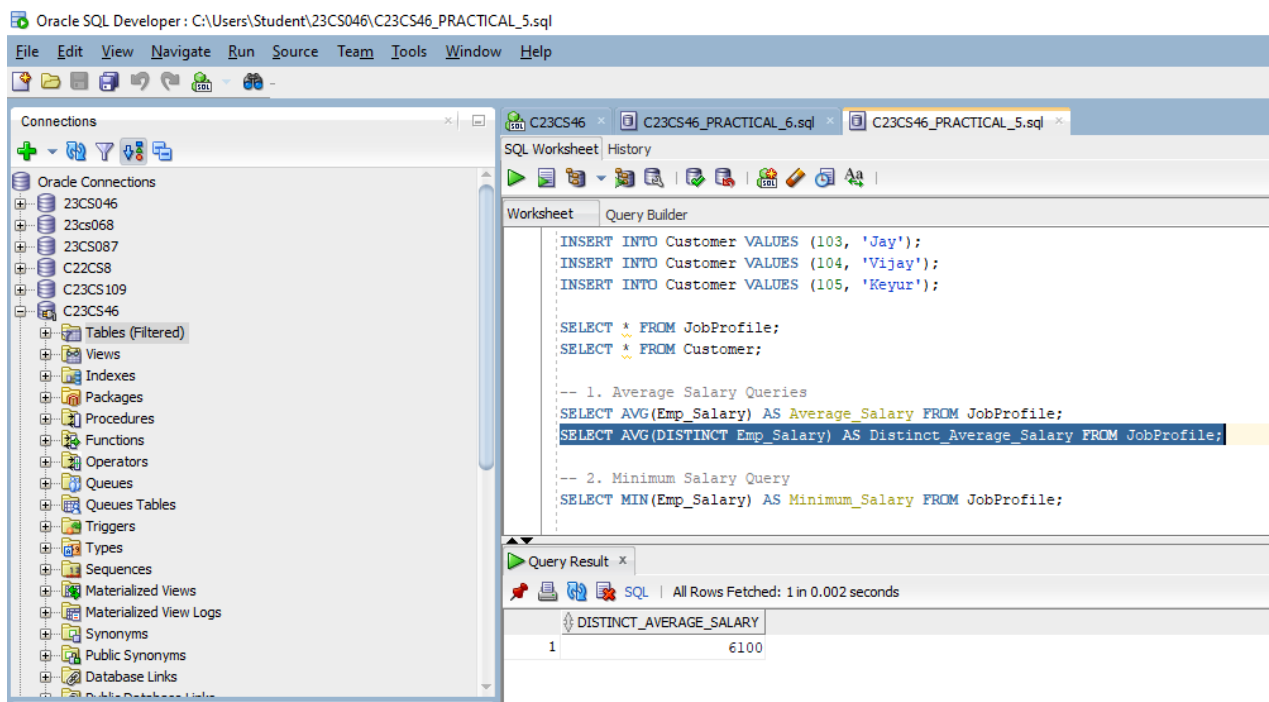 Oracle SQL Developer : C:\Users\Student\23CS046\C23CS46_PRACTICAL_5.sql
File Edit View Navigate Run Source Team Tools Window Help
Connections
Oracle Connections
23CS046
23cs068
23CS087
C22CS8
C23CS109
C23CS46
Tables (Filtered)
Views
Indexes
Packages
Procedures
Functions
Operators
Queues
Queues Tables
Triggers
Types
Sequences
Materialized Views
Materialized View Logs
Synonyms
Public Synonyms
Database Links
Public Database Links
C23CS46 C23CS46_PRACTICAL_6.sql C23CS46_PRACTICAL_5.sql
SQL Worksheet History
Worksheet Query Builder
INSERT INTO Customer VALUES (103, 'Jay');
INSERT INTO Customer VALUES (104, 'Vijay');
INSERT INTO Customer VALUES (105, 'Keyur');
SELECT * FROM JobProfile;
SELECT * FROM Customer;
-- 1. Average Salary Queries
SELECT AVG(Emp_Salary) AS Average_Salary FROM JobProfile;
SELECT AVG(DISTINCT Emp_Salary) AS Distinct_Average_Salary FROM JobProfile;
-- 2. Minimum Salary Query
SELECT MIN(Emp_Salary) AS Minimum_Salary FROM JobProfile;
Query Result x
SQL | All Rows Fetched: 1 in 0.002 seconds
DISTINCT_AVERAGE_SALARY
1 6100